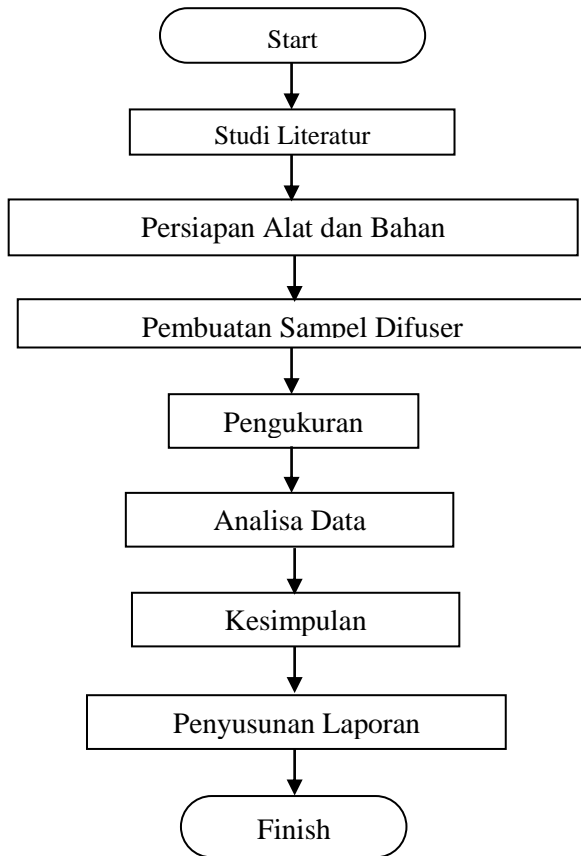 Start
Studi Literatur
Persiapan Alat dan Bahan
Pembuatan Sampel Difuser
Pengukuran
Analisa Data
Kesimpulan
Penyusunan Laporan
Finish